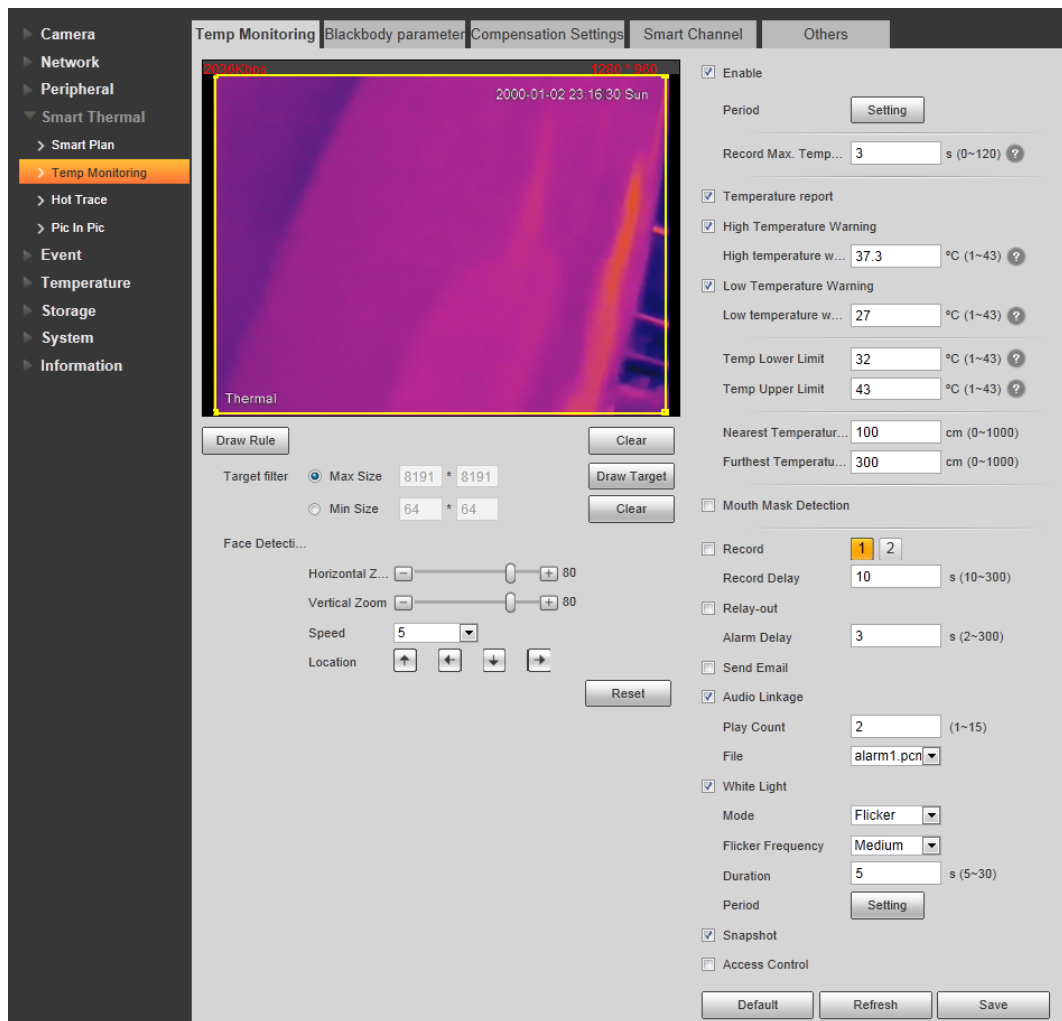 Camera
Network
Peripheral
Smart Thermal
Smart Plan
Temp Monitoring
Hot Trace
Pic In Pic
Event
Temperature
Storage
System
Information
Temp Monitoring Blackbody parameter Compensation Settings Smart Channel Others
2036Kbps 1280 * 960
2000-01-02 23:16:30 Sun
Thermal
Draw Rule Clear
Target filter Max Size 8191 * 8191 Draw Target
Min Size 64 * 64 Clear
Face Detecti...
Horizontal Z... 80
Vertical Zoom 80
Speed 5
Location
Reset
Enable
Period Setting
Record Max. Temp... 3 s (0~120) ?
Temperature report
High Temperature Warning
High temperature w... 37.3 °C (1~43) ?
Low Temperature Warning
Low temperature w... 27 °C (1~43) ?
Temp Lower Limit 32 °C (1~43) ?
Temp Upper Limit 43 °C (1~43) ?
Nearest Temperatur... 100 cm (0~1000)
Furthest Temperatu... 300 cm (0~1000)
Mouth Mask Detection
Record 1 2
Record Delay 10 s (10~300)
Relay-out
Alarm Delay 3 s (2~300)
Send Email
Audio Linkage
Play Count 2 (1~15)
File alarm1.pcn
White Light
Mode Flicker
Flicker Frequency Medium
Duration 5 s (5~30)
Period Setting
Snapshot
Access Control
Default Refresh Save